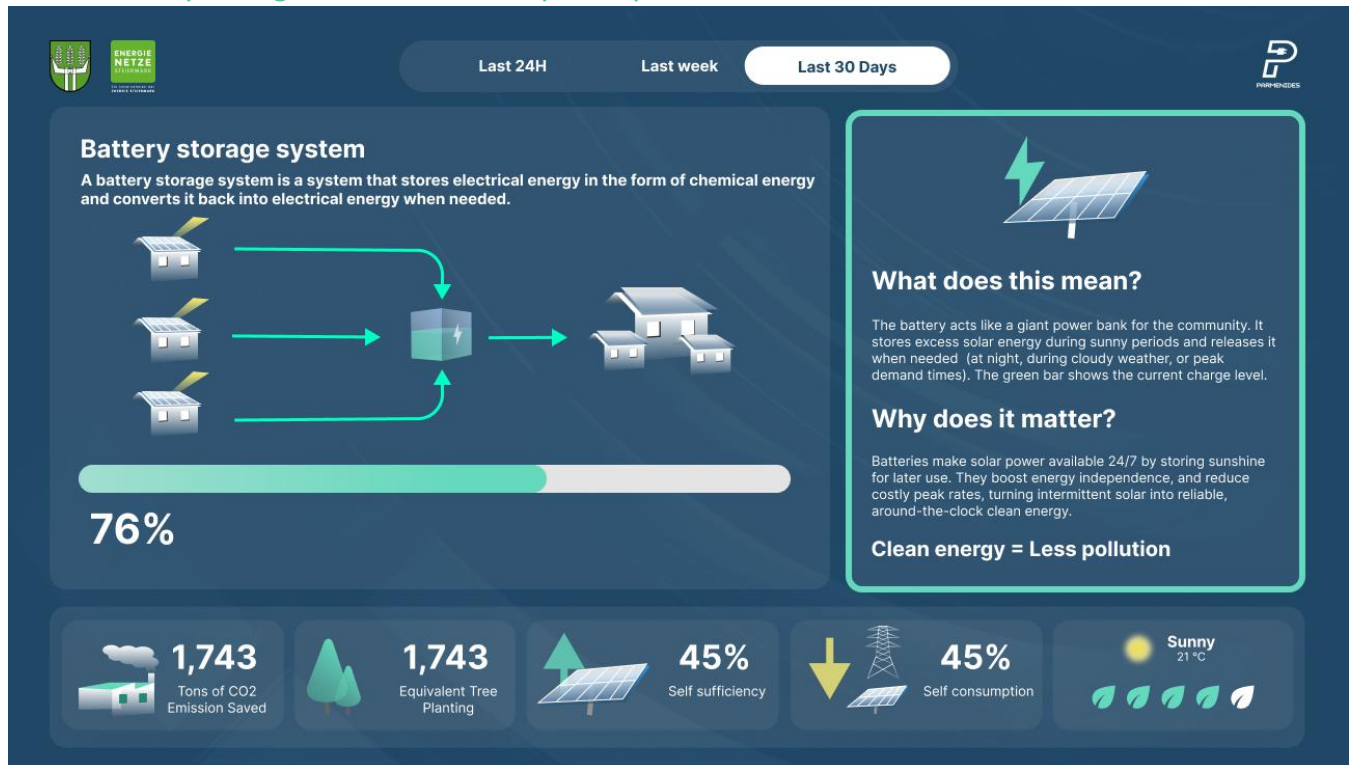 ENERGIE
NETZE
STEIERMARK
Last 24H
Last week
Last 30 Days
PARMENIDES
Battery storage system
A battery storage system is a system that stores electrical energy in the form of chemical energy
and converts it back into electrical energy when needed.
76%
What does this mean?
The battery acts like a giant power bank for the community. It
stores excess solar energy during sunny periods and releases it
when needed (at night, during cloudy weather, or peak
demand times). The green bar shows the current charge level.
Why does it matter?
Batteries make solar power available 24/7 by storing sunshine
for later use. They boost energy independence, and reduce
costly peak rates, turning intermittent solar into reliable,
around-the-clock clean energy.
Clean energy = Less pollution
1,743
Tons of CO2
Emission Saved
1,743
Equivalent Tree
Planting
45%
Self sufficiency
45%
Self consumption
Sunny
21 °C